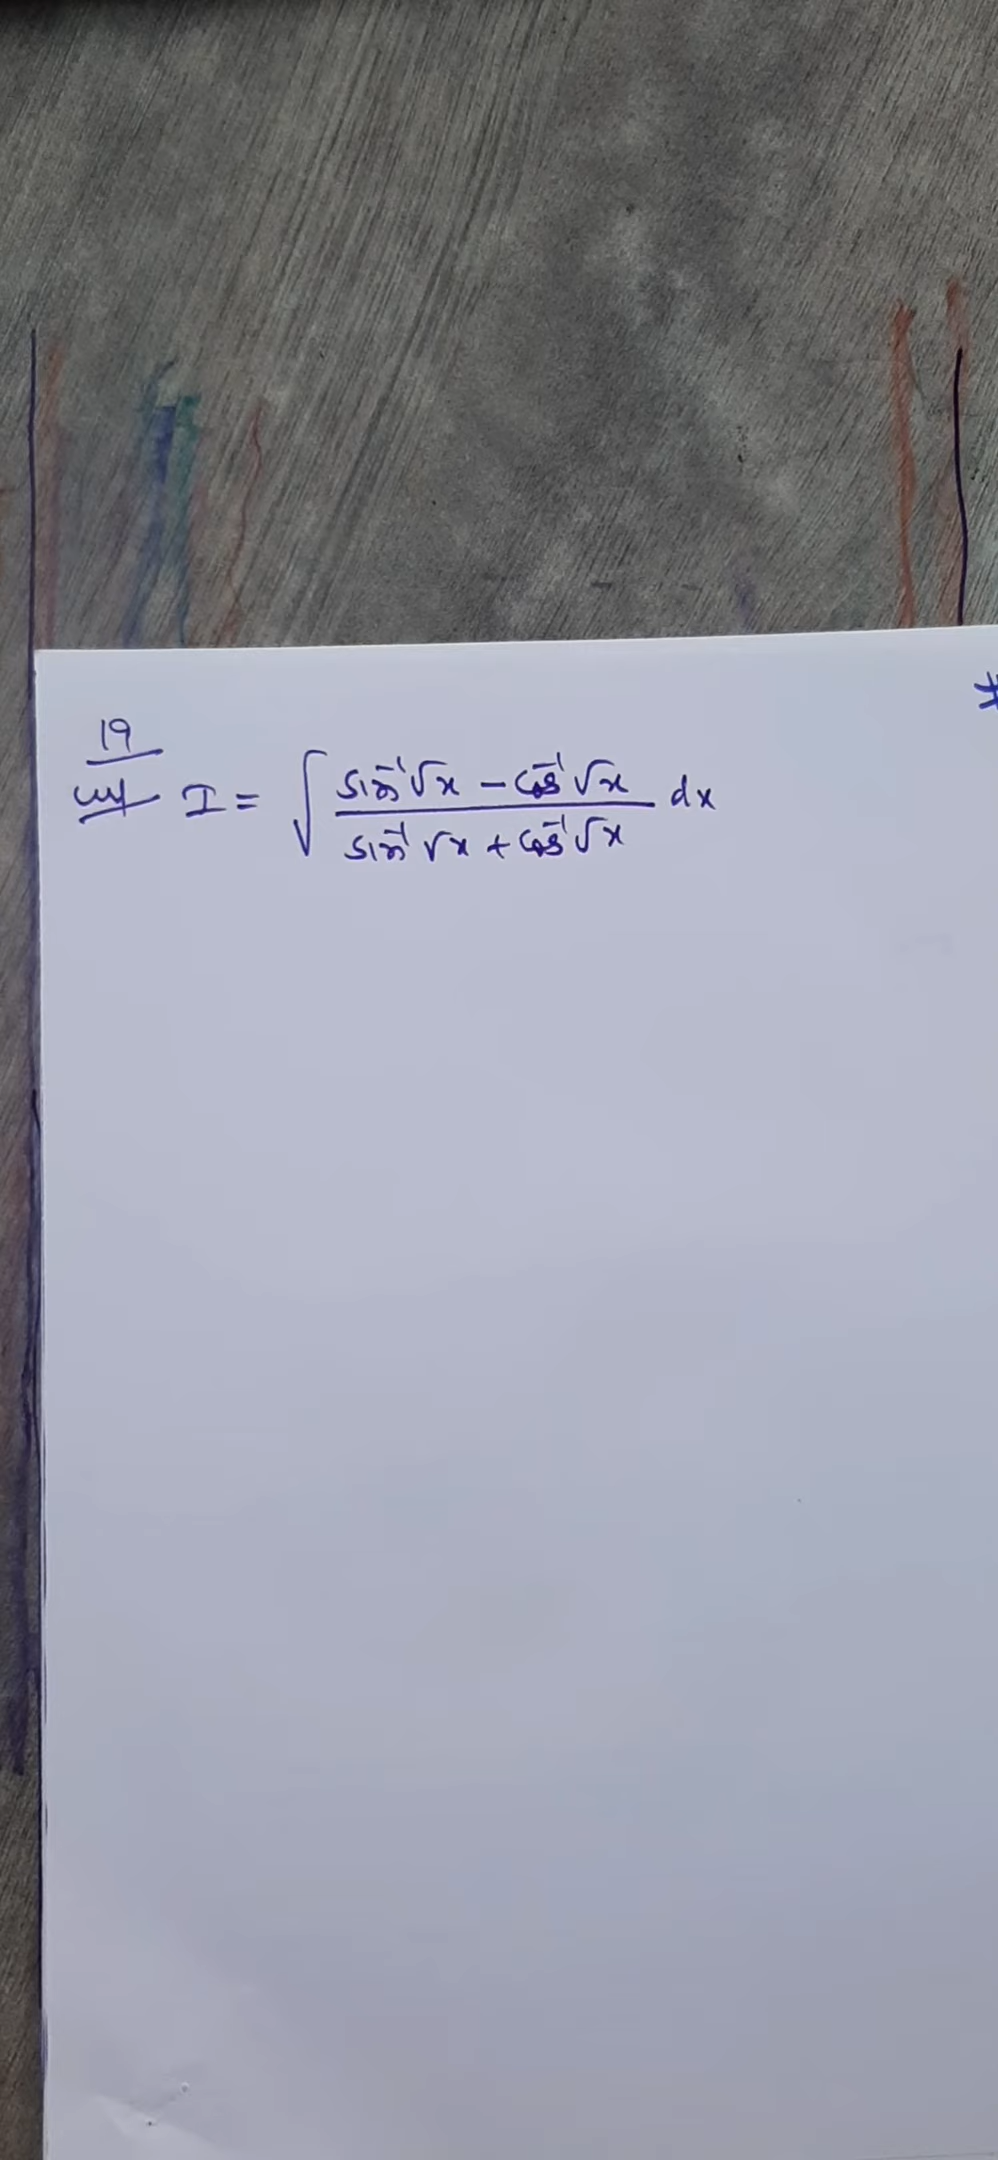 19
I = ∫ (sin⁻¹√x − cos⁻¹√x)/(sin⁻¹√x + cos⁻¹√x) dx